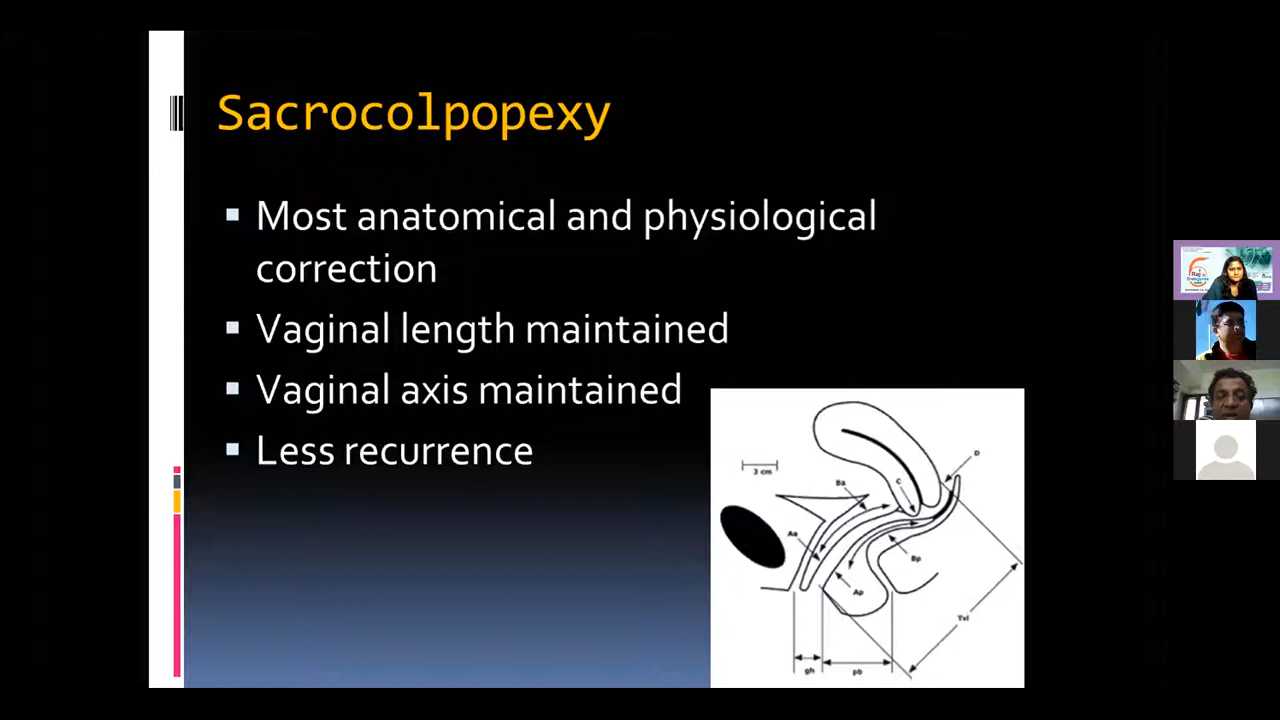 Sacrocolpopexy
Most anatomical and physiological
correction
Vaginal length maintained
Vaginal axis maintained
Less recurrence
3 cm
D
Ba
C
Aa
Bp
Ap
Tvl
gh
pb
Raj